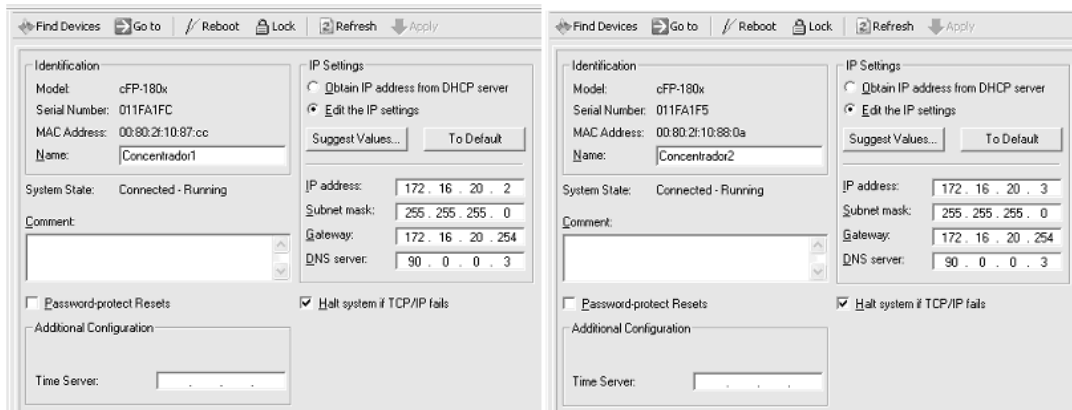 Find Devices Go to Reboot Lock Refresh Apply
Identification
Model: cFP-180x
Serial Number: 011FA1FC
MAC Address: 00:80:2f:10:87:cc
Name: Concentrador1
System State: Connected - Running
Comment:
Password-protect Resets
Additional Configuration
Time Server: . . .
IP Settings
Obtain IP address from DHCP server
Edit the IP settings
Suggest Values... To Default
IP address: 172 . 16 . 20 . 2
Subnet mask: 255 . 255 . 255 . 0
Gateway: 172 . 16 . 20 . 254
DNS server: 90 . 0 . 0 . 3
Halt system if TCP/IP fails
Find Devices Go to Reboot Lock Refresh Apply
Identification
Model: cFP-180x
Serial Number: 011FA1F5
MAC Address: 00:80:2f:10:88:0a
Name: Concentrador2
System State: Connected - Running
Comment:
Password-protect Resets
Additional Configuration
Time Server: . . .
IP Settings
Obtain IP address from DHCP server
Edit the IP settings
Suggest Values... To Default
IP address: 172 . 16 . 20 . 3
Subnet mask: 255 . 255 . 255 . 0
Gateway: 172 . 16 . 20 . 254
DNS server: 90 . 0 . 0 . 3
Halt system if TCP/IP fails